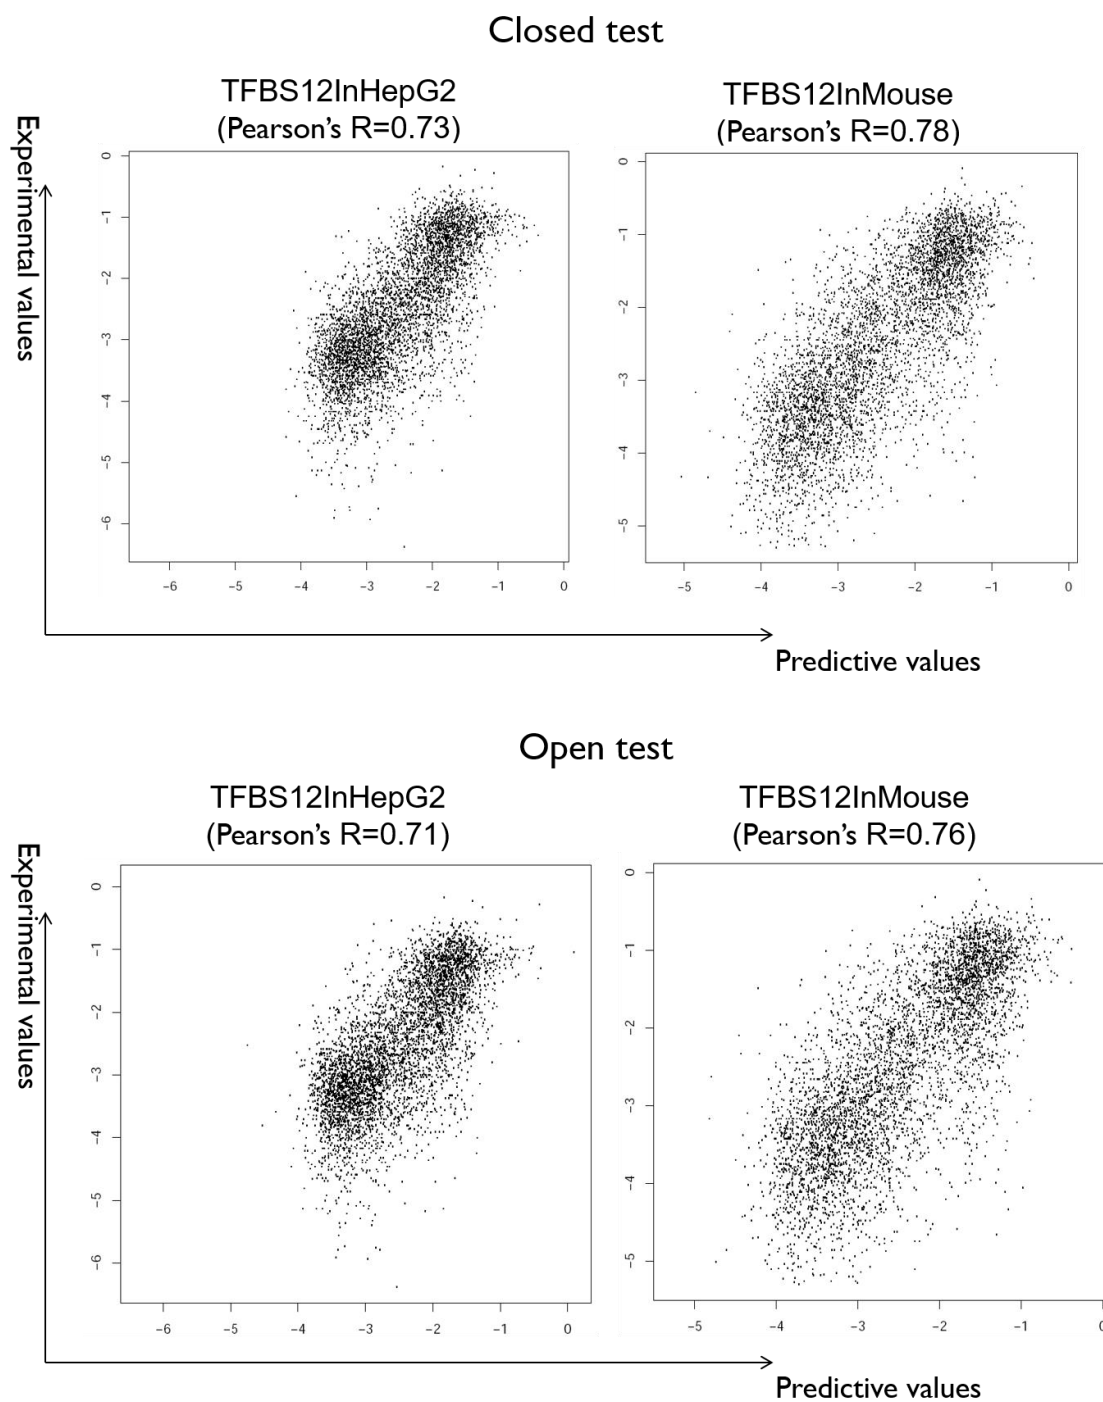 Closed test
TFBS12InHepG2
(Pearson's R=0.73)
TFBS12InMouse
(Pearson's R=0.78)
Experimental values
0
-1
-2
-3
-4
-5
-6
-6 -5 -4 -3 -2 -1 0
0
-1
-2
-3
-4
-5
-5 -4 -3 -2 -1 0
Predictive values
Open test
TFBS12InHepG2
(Pearson's R=0.71)
TFBS12InMouse
(Pearson's R=0.76)
Experimental values
0
-1
-2
-3
-4
-5
-6
-6 -5 -4 -3 -2 -1 0
0
-1
-2
-3
-4
-5
-5 -4 -3 -2 -1 0
Predictive values